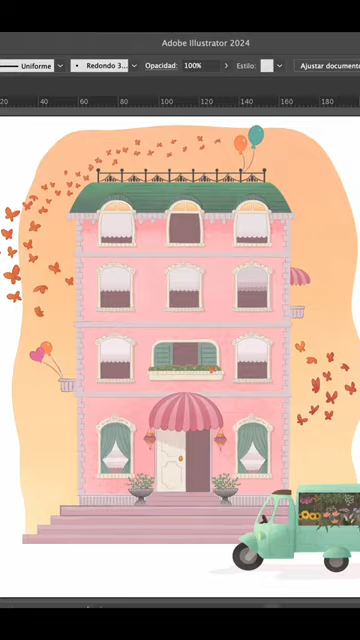 Adobe Illustrator 2024
Uniforme • Redondo 3... Opacidad: 100% Estilo: Ajustar document
20 40 60 80 100 120 140 160 180